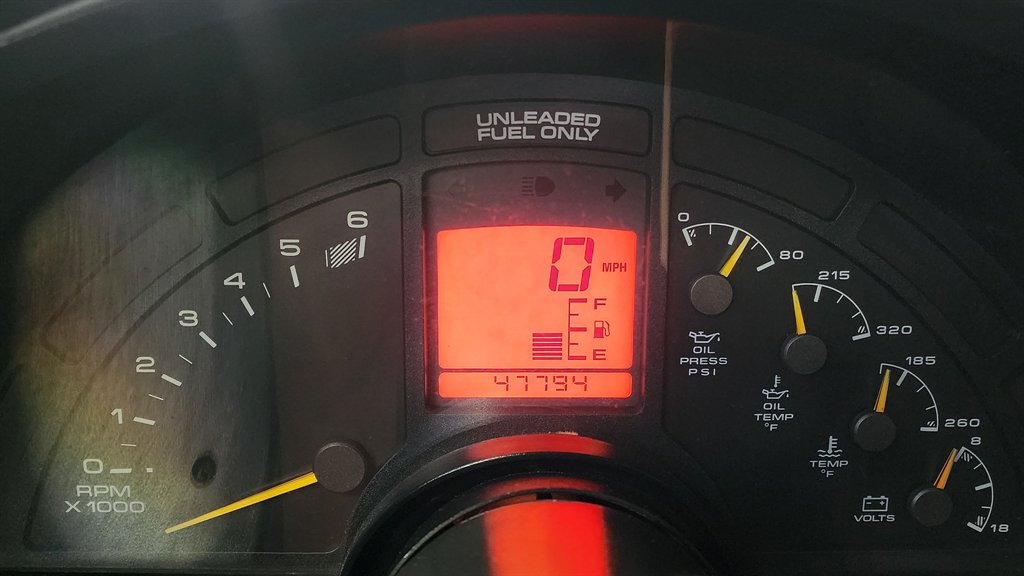 UNLEADED
FUEL ONLY
0 MPH
F
E
47794
6
5
4
3
2
1
0
RPM
X 1000
0
80
OIL
PRESS
PSI
215
320
OIL
TEMP
°F
185
260
TEMP
°F
8
18
VOLTS